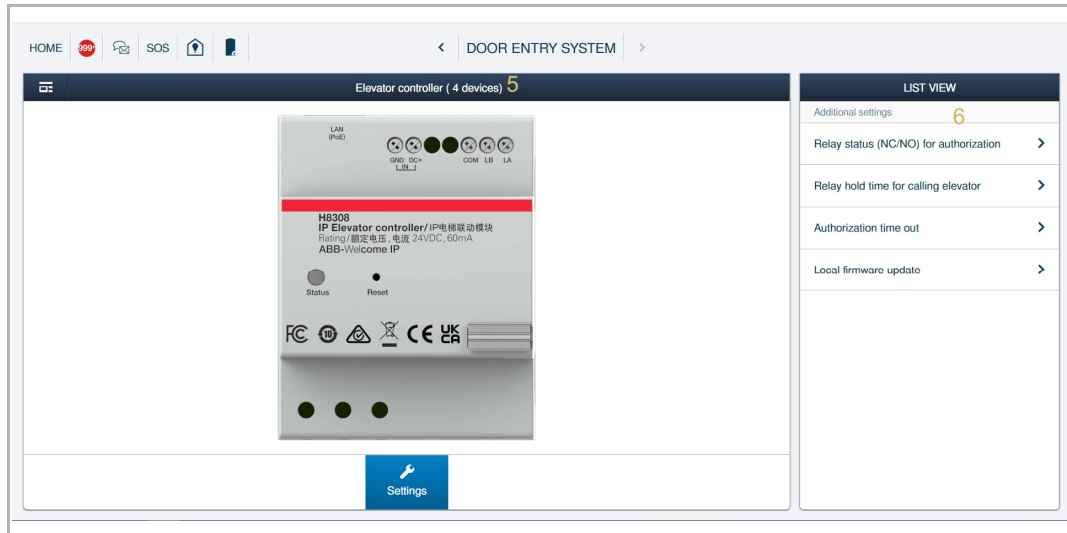 HOME 999+ SOS DOOR ENTRY SYSTEM
Elevator controller ( 4 devices) 5
LAN
(PoE)
GND DC+ COM LB LA
IN
H8308
IP Elevator controller/IP电梯联动模块
Rating/额定电压, 电流 24VDC, 60mA
ABB-Welcome IP
Status Reset
FC 10 CE UK
CA
Settings
LIST VIEW
Additional settings 6
Relay status (NC/NO) for authorization
Relay hold time for calling elevator
Authorization time out
Local firmware update